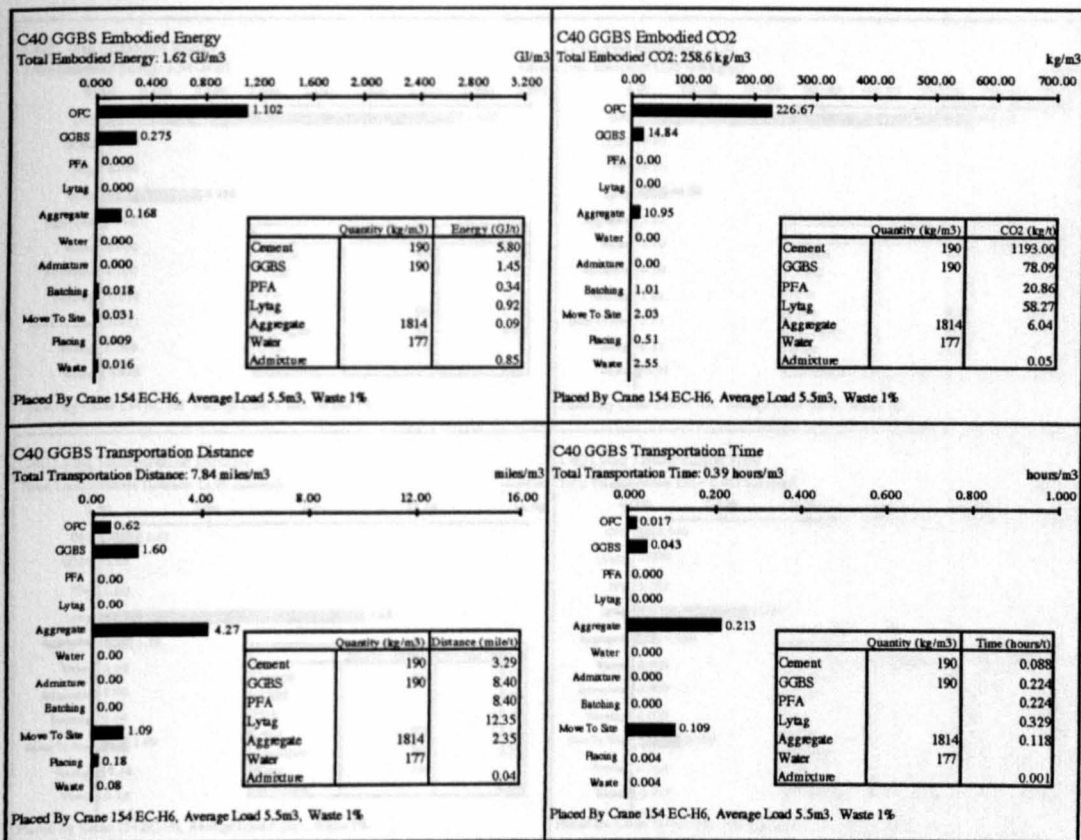 C40 GGBS Embodied Energy
Total Embodied Energy: 1.62 GJ/m3 GJ/m3
0.000 0.400 0.800 1.200 1.600 2.000 2.400 2.800 3.200
OPC 1.102
GGBS 0.275
PFA 0.000
Lytag 0.000
Aggregate 0.168
Water 0.000
Admixture 0.000
Batching 0.018
Move To Site 0.031
Placing 0.009
Waste 0.016
Quantity (kg/m3) Energy (GJ/t)
Cement 190 5.80
GGBS 190 1.45
PFA 0.34
Lytag 0.92
Aggregate 1814 0.09
Water 177
Admixture 0.85
Placed By Crane 154 EC-H6, Average Load 5.5m3, Waste 1%
C40 GGBS Embodied CO2
Total Embodied CO2: 258.6 kg/m3 kg/m3
0.00 100.00 200.00 300.00 400.00 500.00 600.00 700.00
OPC 226.67
GGBS 14.84
PFA 0.00
Lytag 0.00
Aggregate 10.95
Water 0.00
Admixture 0.00
Batching 1.01
Move To Site 2.03
Placing 0.51
Waste 2.55
Quantity (kg/m3) CO2 (kg/t)
Cement 190 1193.00
GGBS 190 78.09
PFA 20.86
Lytag 58.27
Aggregate 1814 6.04
Water 177
Admixture 0.05
Placed By Crane 154 EC-H6, Average Load 5.5m3, Waste 1%
C40 GGBS Transportation Distance
Total Transportation Distance: 7.84 miles/m3 miles/m3
0.00 4.00 8.00 12.00 16.00
OPC 0.62
GGBS 1.60
PFA 0.00
Lytag 0.00
Aggregate 4.27
Water 0.00
Admixture 0.00
Batching 0.00
Move To Site 1.09
Placing 0.18
Waste 0.08
Quantity (kg/m3) Distance (mile/t)
Cement 190 3.29
GGBS 190 8.40
PFA 8.40
Lytag 12.35
Aggregate 1814 2.35
Water 177
Admixture 0.04
Placed By Crane 154 EC-H6, Average Load 5.5m3, Waste 1%
C40 GGBS Transportation Time
Total Transportation Time: 0.39 hours/m3 hours/m3
0.000 0.200 0.400 0.600 0.800 1.000
OPC 0.017
GGBS 0.043
PFA 0.000
Lytag 0.000
Aggregate 0.213
Water 0.000
Admixture 0.000
Batching 0.000
Move To Site 0.109
Placing 0.004
Waste 0.004
Quantity (kg/m3) Time (hours/t)
Cement 190 0.088
GGBS 190 0.224
PFA 0.224
Lytag 0.329
Aggregate 1814 0.118
Water 177
Admixture 0.001
Placed By Crane 154 EC-H6, Average Load 5.5m3, Waste 1%